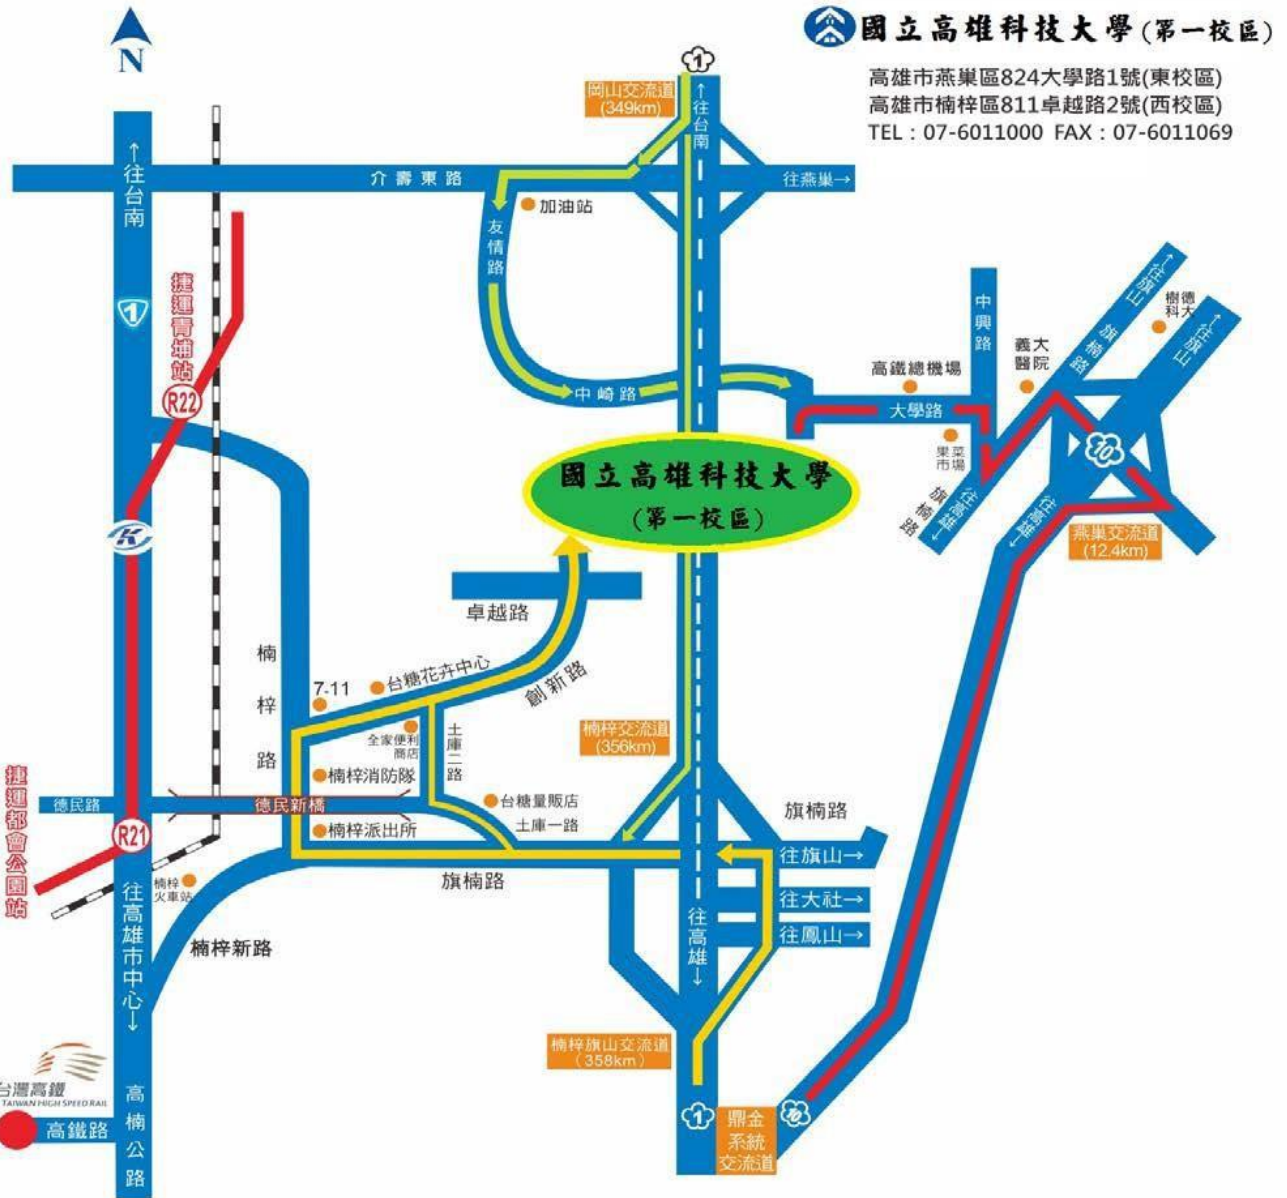 國立高雄科技大學(第一校區)
高雄市燕巢區824大學路1號(東校區)
高雄市楠梓區811卓越路2號(西校區)
TEL：07-6011000 FAX：07-6011069
N
1
岡山交流道
(349km)
↑往台南
↑往台南
介壽東路
往燕巢→
加油站
友情路
捷運青埔站
1
R22
中崎路
中興路
高鐵總機場
義大
醫院
大學路
果菜
市場
旗楠路
↑往旗山
樹德
科大
↑往旗山
10
往高雄↓
旗楠路
往高雄↓
燕巢交流道
(12.4km)
國立高雄科技大學
(第一校區)
K
卓越路
楠梓路
7-11
台糖花卉中心
創新路
全家便利
商店
土庫二路
楠梓交流道
(356km)
楠梓消防隊
德民路
德民新橋
台糖量販店
土庫一路
楠梓派出所
捷運都會公園站
R21
旗楠路
旗楠路
往旗山→
往大社→
往鳳山→
楠梓
火車站
楠梓新路
往高雄市中心↓
往高雄↓
楠梓旗山交流道
(358km)
台灣高鐵
TAIWAN HIGH SPEED RAIL
高鐵路
高楠公路
1
鼎金
系統
交流道
10